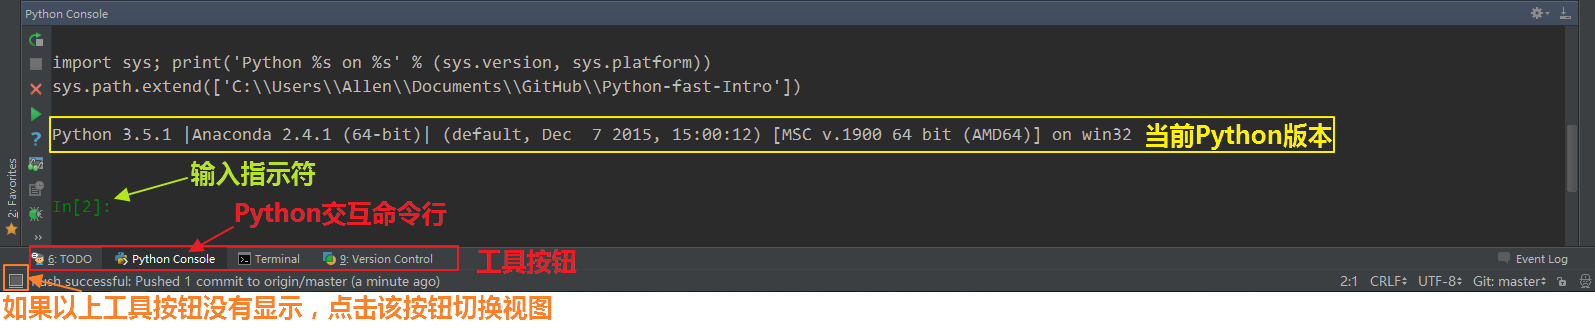 Python Console
import sys; print('Python %s on %s' % (sys.version, sys.platform))
sys.path.extend(['C:\\Users\\Allen\\Documents\\GitHub\\Python-fast-Intro'])
Python 3.5.1 |Anaconda 2.4.1 (64-bit)| (default, Dec  7 2015, 15:00:12) [MSC v.1900 64 bit (AMD64)] on win32 当前Python版本
输入指示符
In[2]:
Python交互命令行
2: Favorites
6: TODO Python Console Terminal 9: Version Control 工具按钮 Event Log
Push successful: Pushed 1 commit to origin/master (a minute ago) 2:1 CRLF UTF-8 Git: master
如果以上工具按钮没有显示，点击该按钮切换视图